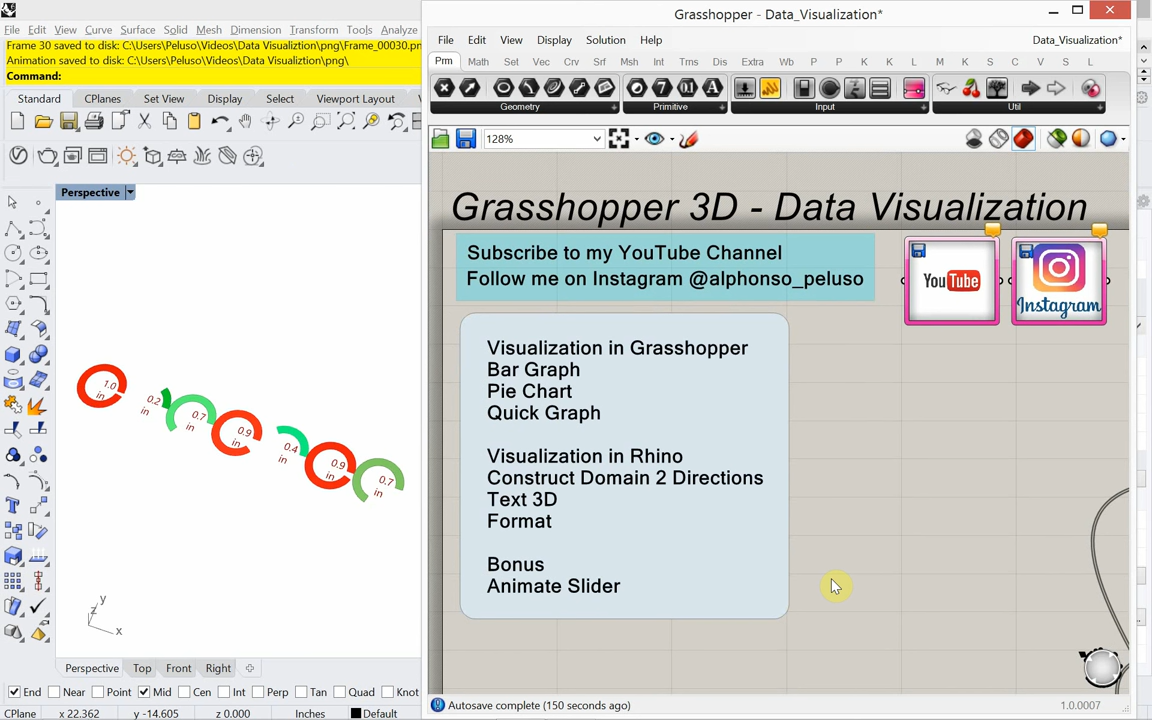 Grasshopper - Data_Visualization*
File Edit View Curve Surface Solid Mesh Dimension Transform Tools Analyze
Frame 30 saved to disk: C:\Users\Peluso\Videos\Data Visualiztion\png\Frame_00030.pn
Animation saved to disk: C:\Users\Peluso\Videos\Data Visualiztion\png\
Command:
Standard CPlanes Set View Display Select Viewport Layout
File Edit View Display Solution Help Data_Visualization*
Prm Math Set Vec Crv Srf Msh Int Trns Dis Extra Kan Lun Wb P P K K L M K S C V S L
Geometry Primitive Input Util
128%
Perspective
Grasshopper 3D - Data Visualization
Subscribe to my YouTube Channel
Follow me on Instagram @alphonso_peluso
YouTube
Instagram
Visualization in Grasshopper
Bar Graph
Pie Chart
Quick Graph
Visualization in Rhino
Construct Domain 2 Directions
Text 3D
Format
Bonus
Animate Slider
1.0 in
0.2 in
0.7 in
0.9 in
0.4 in
0.9 in
0.7 in
y
z
x
Perspective Top Front Right
End Near Point Mid Cen Int Perp Tan Quad Knot
CPlane x 22.362 y -14.605 z 0.000 Inches Default
Autosave complete (150 seconds ago)
1.0.0007